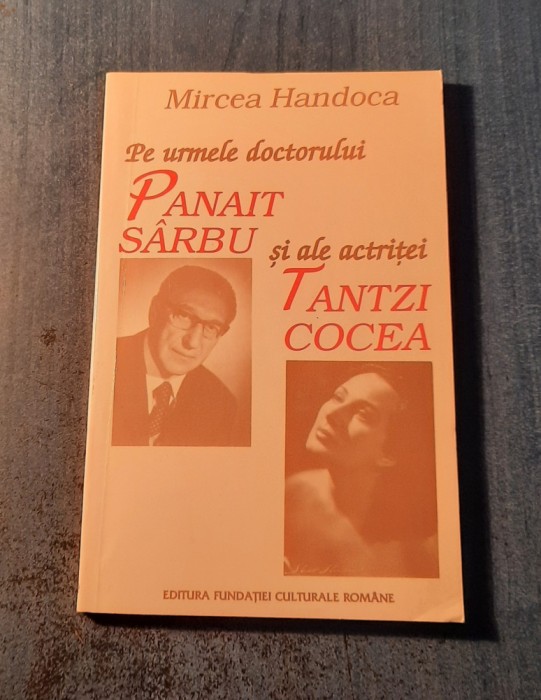 Mircea Handoca
Pe urmele doctorului
PANAIT
SÂRBU și ale actriței
TANTZI
COCEA
EDITURA FUNDAȚIEI CULTURALE ROMÂNE